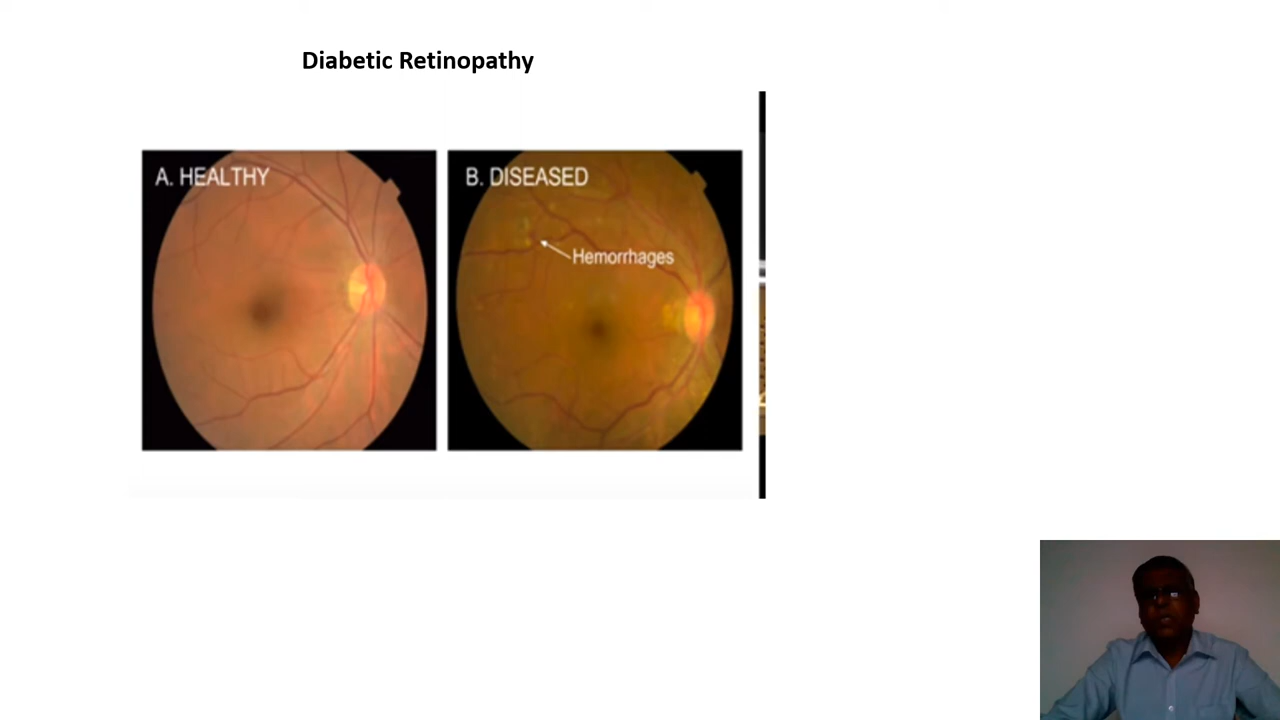 Diabetic Retinopathy
A. HEALTHY
B. DISEASED
Hemorrhages